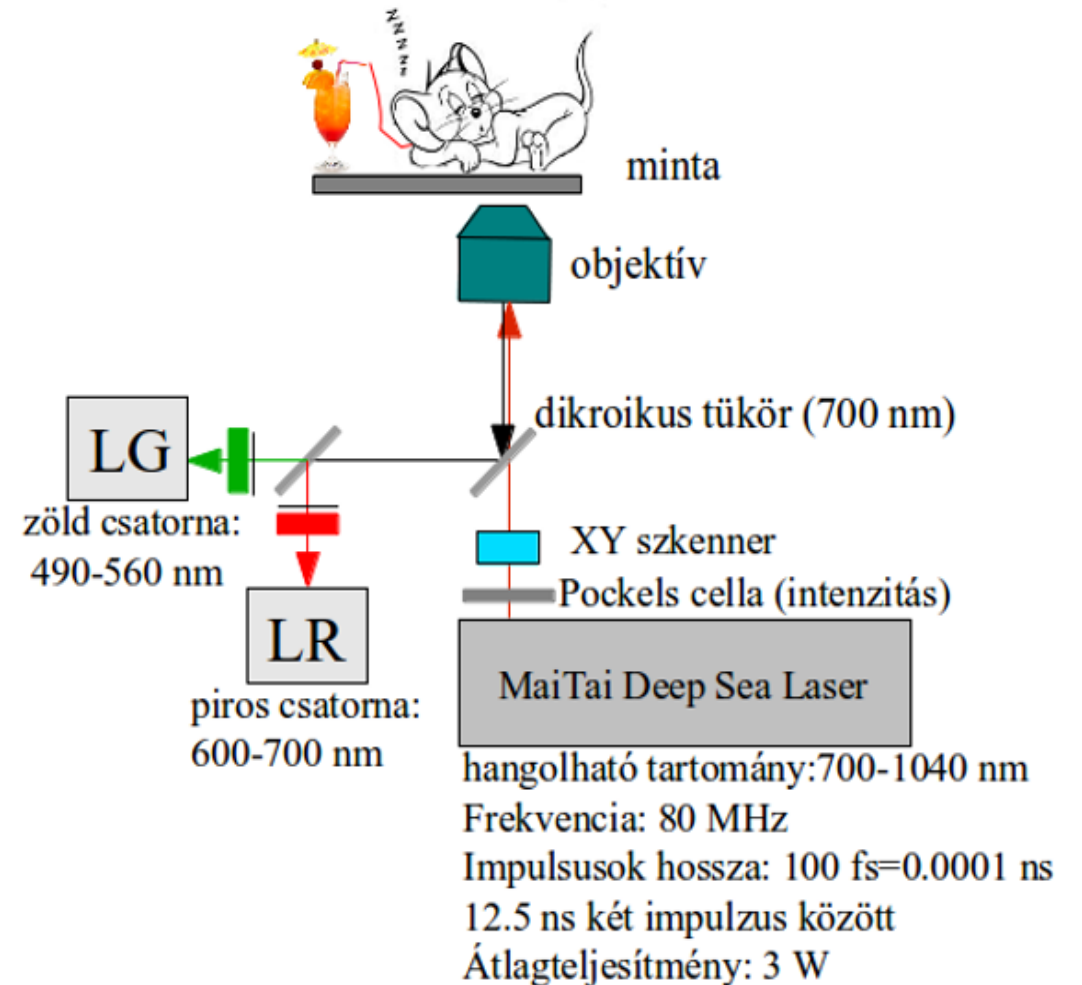 ZZZZZ
minta
objektív
dikroikus tükör (700 nm)
LG
zöld csatorna:
490-560 nm
XY szkenner
Pockels cella (intenzitás)
LR
piros csatorna:
600-700 nm
MaiTai Deep Sea Laser
hangolható tartomány:700-1040 nm
Frekvencia: 80 MHz
Impulsusok hossza: 100 fs=0.0001 ns
12.5 ns két impulzus között
Átlagteljesítmény: 3 W